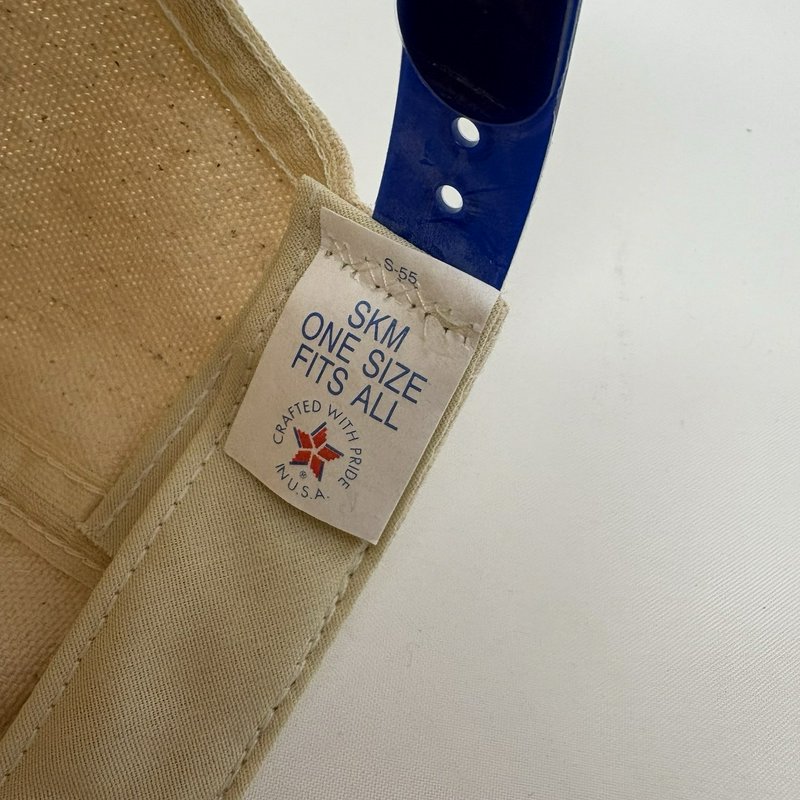 S-55
SKM
ONE SIZE
FITS ALL
CRAFTED WITH PRIDE
®
IN U.S.A.